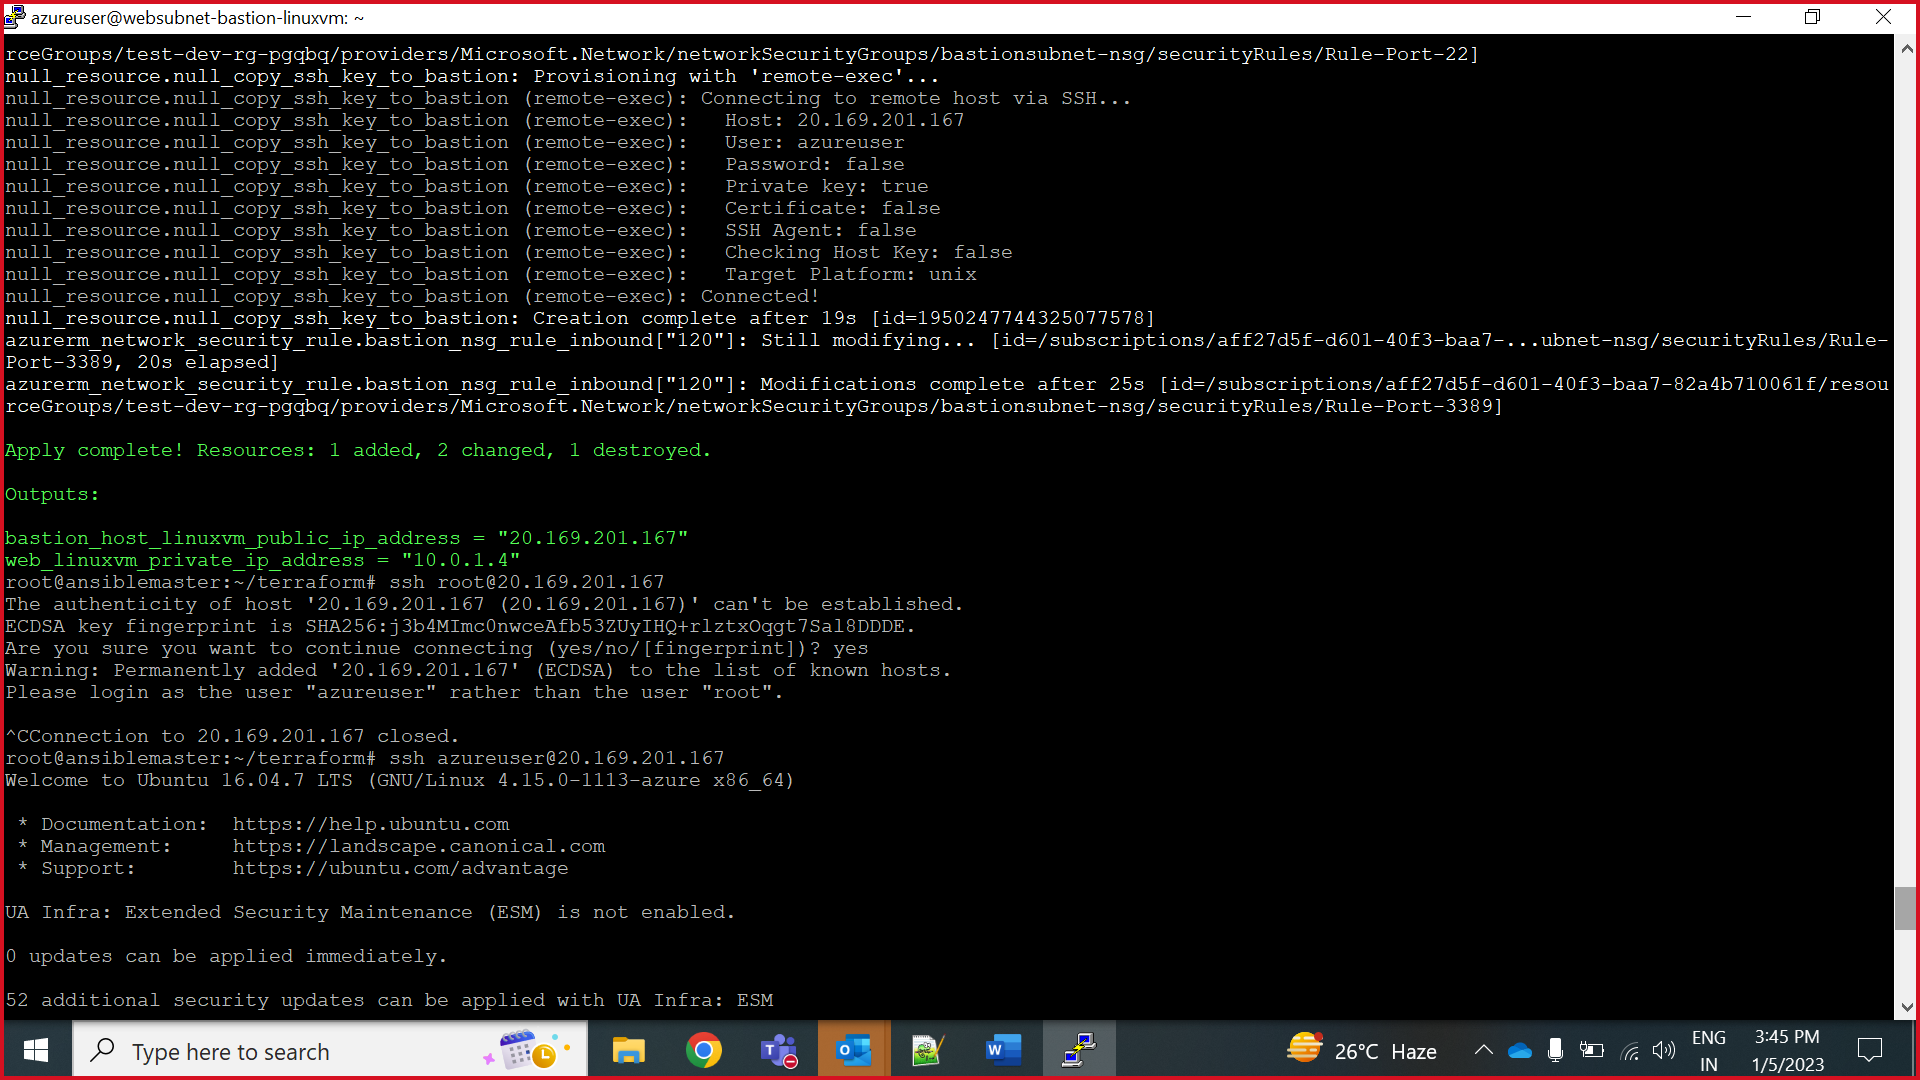 azureuser@websubnet-bastion-linuxvm: ~
rceGroups/test-dev-rg-pgqbq/providers/Microsoft.Network/networkSecurityGroups/bastionsubnet-nsg/securityRules/Rule-Port-22]
null_resource.null_copy_ssh_key_to_bastion: Provisioning with 'remote-exec'...
null_resource.null_copy_ssh_key_to_bastion (remote-exec): Connecting to remote host via SSH...
null_resource.null_copy_ssh_key_to_bastion (remote-exec):   Host: 20.169.201.167
null_resource.null_copy_ssh_key_to_bastion (remote-exec):   User: azureuser
null_resource.null_copy_ssh_key_to_bastion (remote-exec):   Password: false
null_resource.null_copy_ssh_key_to_bastion (remote-exec):   Private key: true
null_resource.null_copy_ssh_key_to_bastion (remote-exec):   Certificate: false
null_resource.null_copy_ssh_key_to_bastion (remote-exec):   SSH Agent: false
null_resource.null_copy_ssh_key_to_bastion (remote-exec):   Checking Host Key: false
null_resource.null_copy_ssh_key_to_bastion (remote-exec):   Target Platform: unix
null_resource.null_copy_ssh_key_to_bastion (remote-exec): Connected!
null_resource.null_copy_ssh_key_to_bastion: Creation complete after 19s [id=1950247744325077578]
azurerm_network_security_rule.bastion_nsg_rule_inbound["120"]: Still modifying... [id=/subscriptions/aff27d5f-d601-40f3-baa7-...ubnet-nsg/securityRules/Rule-
Port-3389, 20s elapsed]
azurerm_network_security_rule.bastion_nsg_rule_inbound["120"]: Modifications complete after 25s [id=/subscriptions/aff27d5f-d601-40f3-baa7-82a4b710061f/resou
rceGroups/test-dev-rg-pgqbq/providers/Microsoft.Network/networkSecurityGroups/bastionsubnet-nsg/securityRules/Rule-Port-3389]
Apply complete! Resources: 1 added, 2 changed, 1 destroyed.
Outputs:
bastion_host_linuxvm_public_ip_address = "20.169.201.167"
web_linuxvm_private_ip_address = "10.0.1.4"
root@ansiblemaster:~/terraform# ssh root@20.169.201.167
The authenticity of host '20.169.201.167 (20.169.201.167)' can't be established.
ECDSA key fingerprint is SHA256:j3b4MImc0nwceAfb53ZUyIHQ+rlztxOqgt7Sal8DDDE.
Are you sure you want to continue connecting (yes/no/[fingerprint])? yes
Warning: Permanently added '20.169.201.167' (ECDSA) to the list of known hosts.
Please login as the user "azureuser" rather than the user "root".
^CConnection to 20.169.201.167 closed.
root@ansiblemaster:~/terraform# ssh azureuser@20.169.201.167
Welcome to Ubuntu 16.04.7 LTS (GNU/Linux 4.15.0-1113-azure x86_64)
* Documentation:  https://help.ubuntu.com
* Management:     https://landscape.canonical.com
* Support:        https://ubuntu.com/advantage
UA Infra: Extended Security Maintenance (ESM) is not enabled.
0 updates can be applied immediately.
52 additional security updates can be applied with UA Infra: ESM
Type here to search
26°C Haze
ENG
IN
3:45 PM
1/5/2023